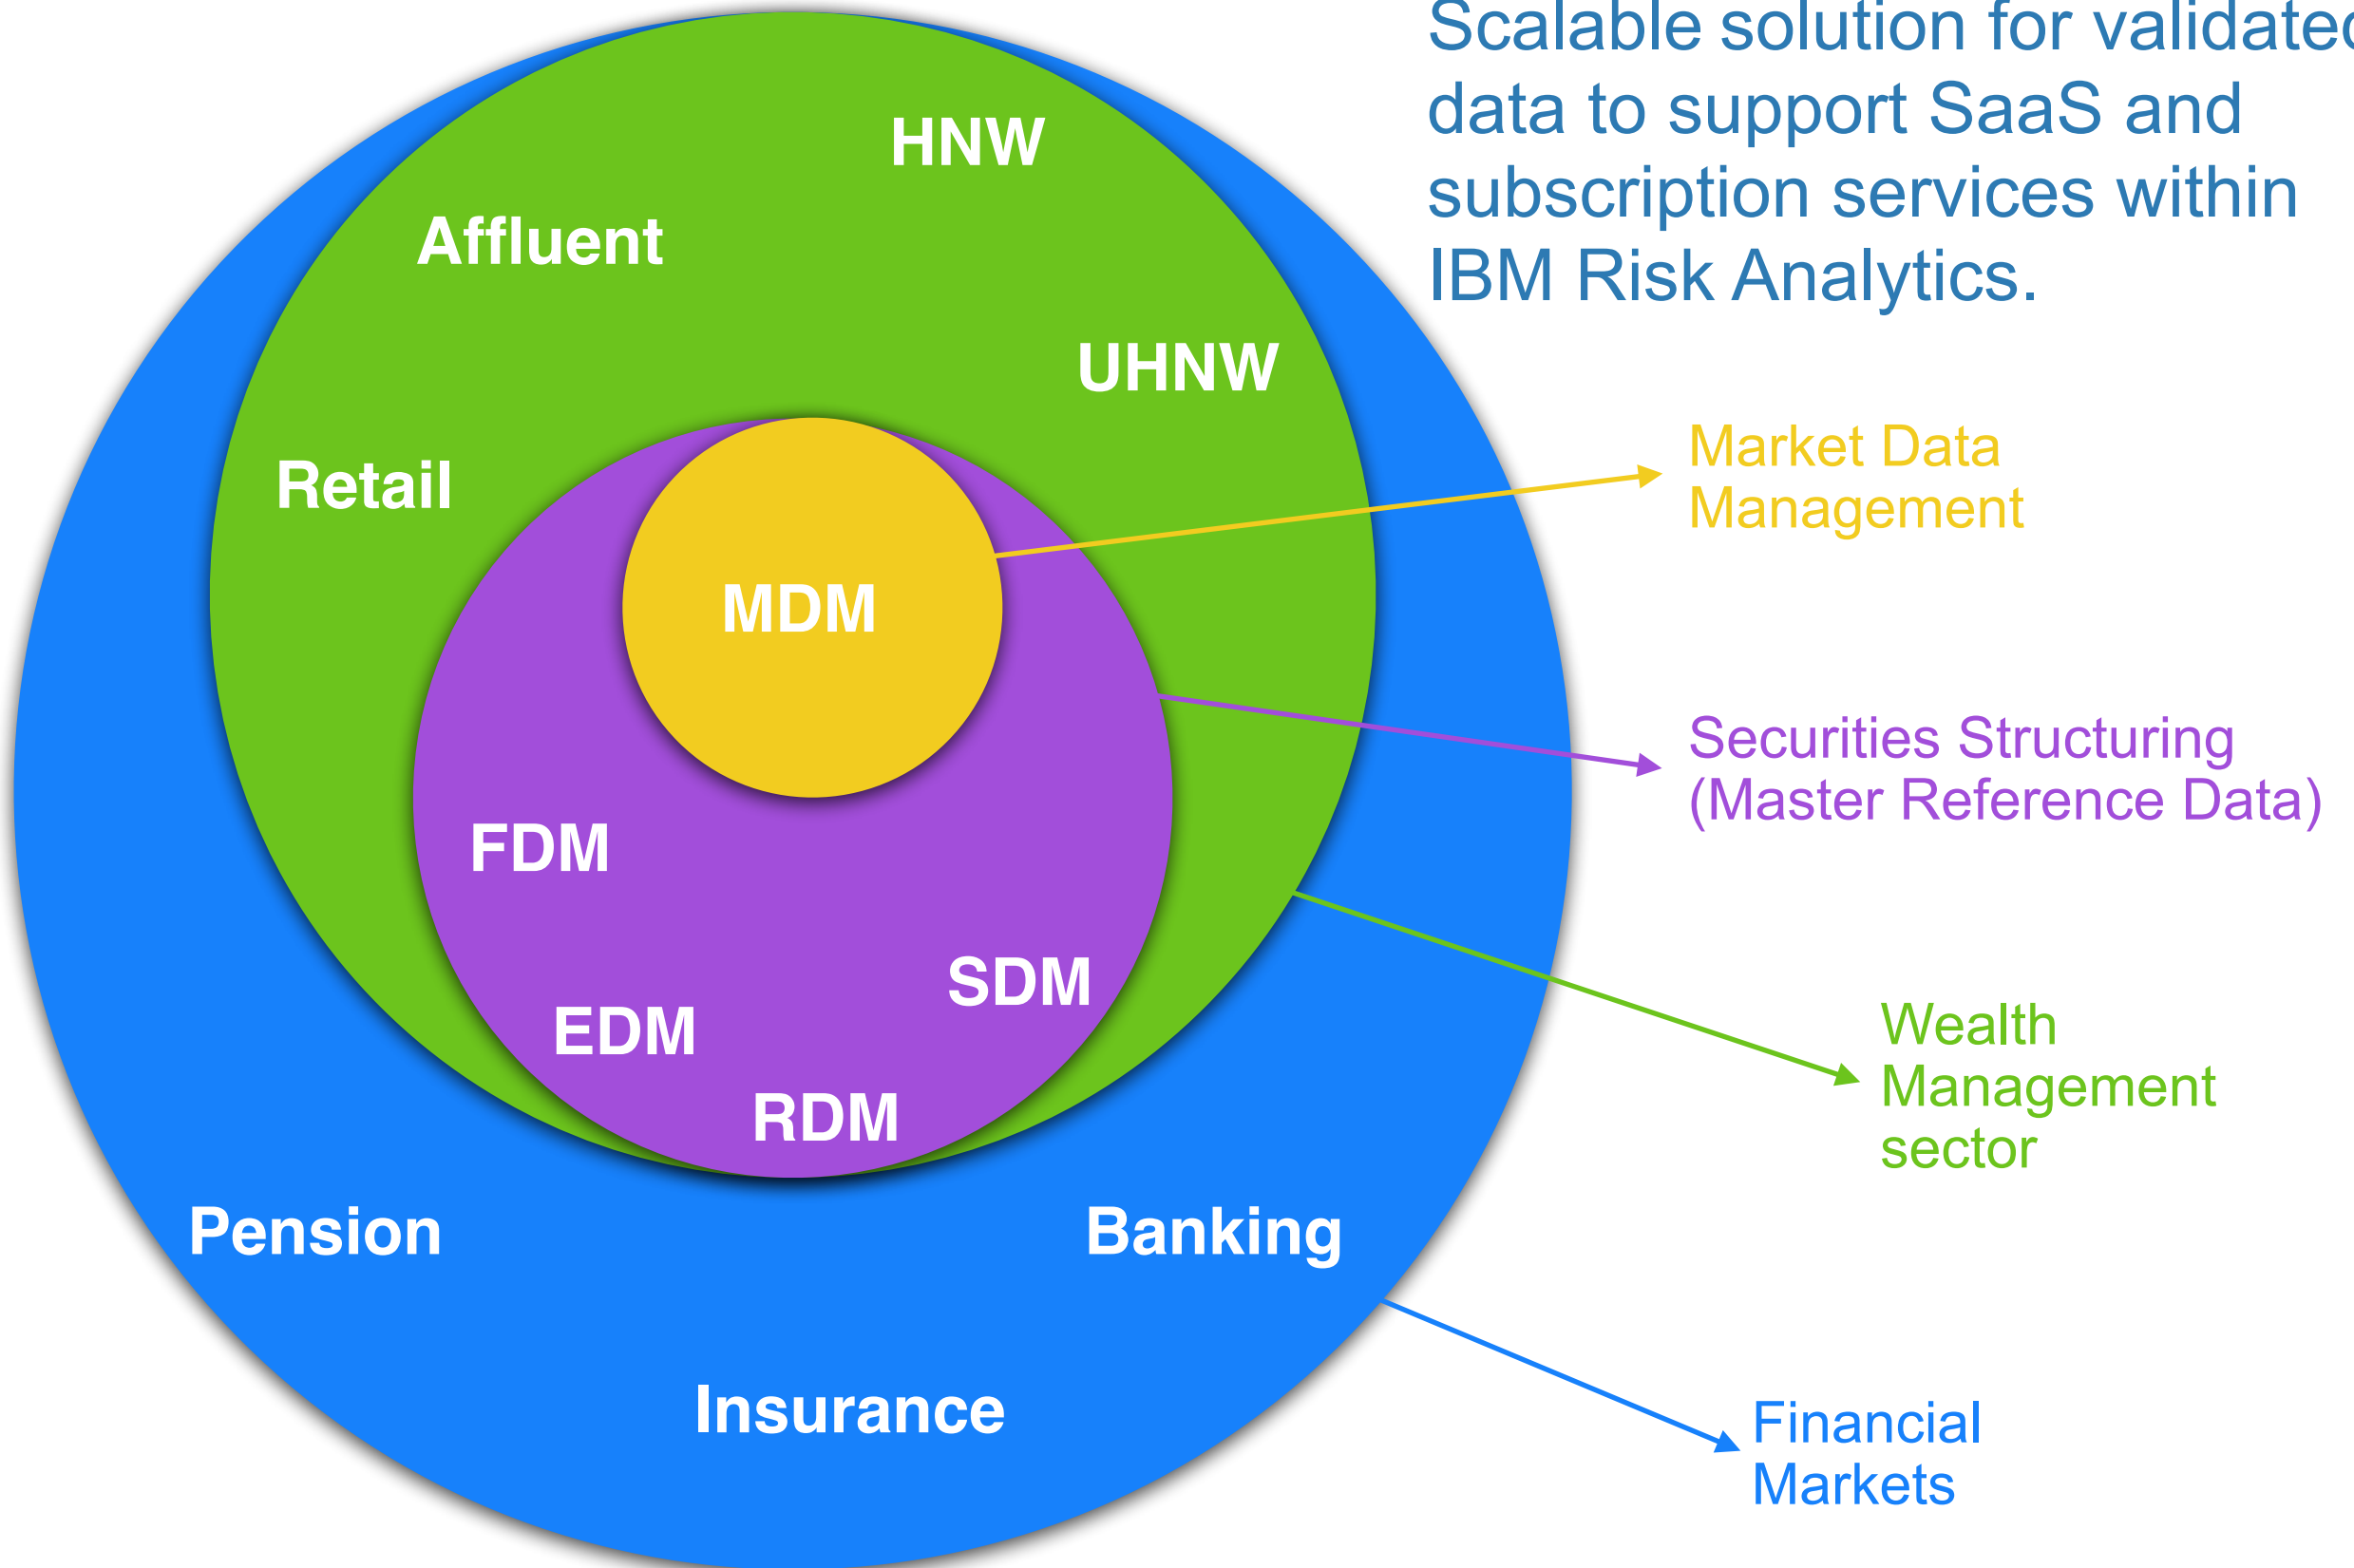 Scalable solution for validated
data to support SaaS and
subscription services within
IBM Risk Analytics.
HNW
Affluent
UHNW
Retail
MDM
FDM
SDM
EDM
RDM
Pension
Banking
Insurance
Market Data
Management
Securities Structuring
(Master Reference Data)
Wealth
Management
sector
Financial
Markets